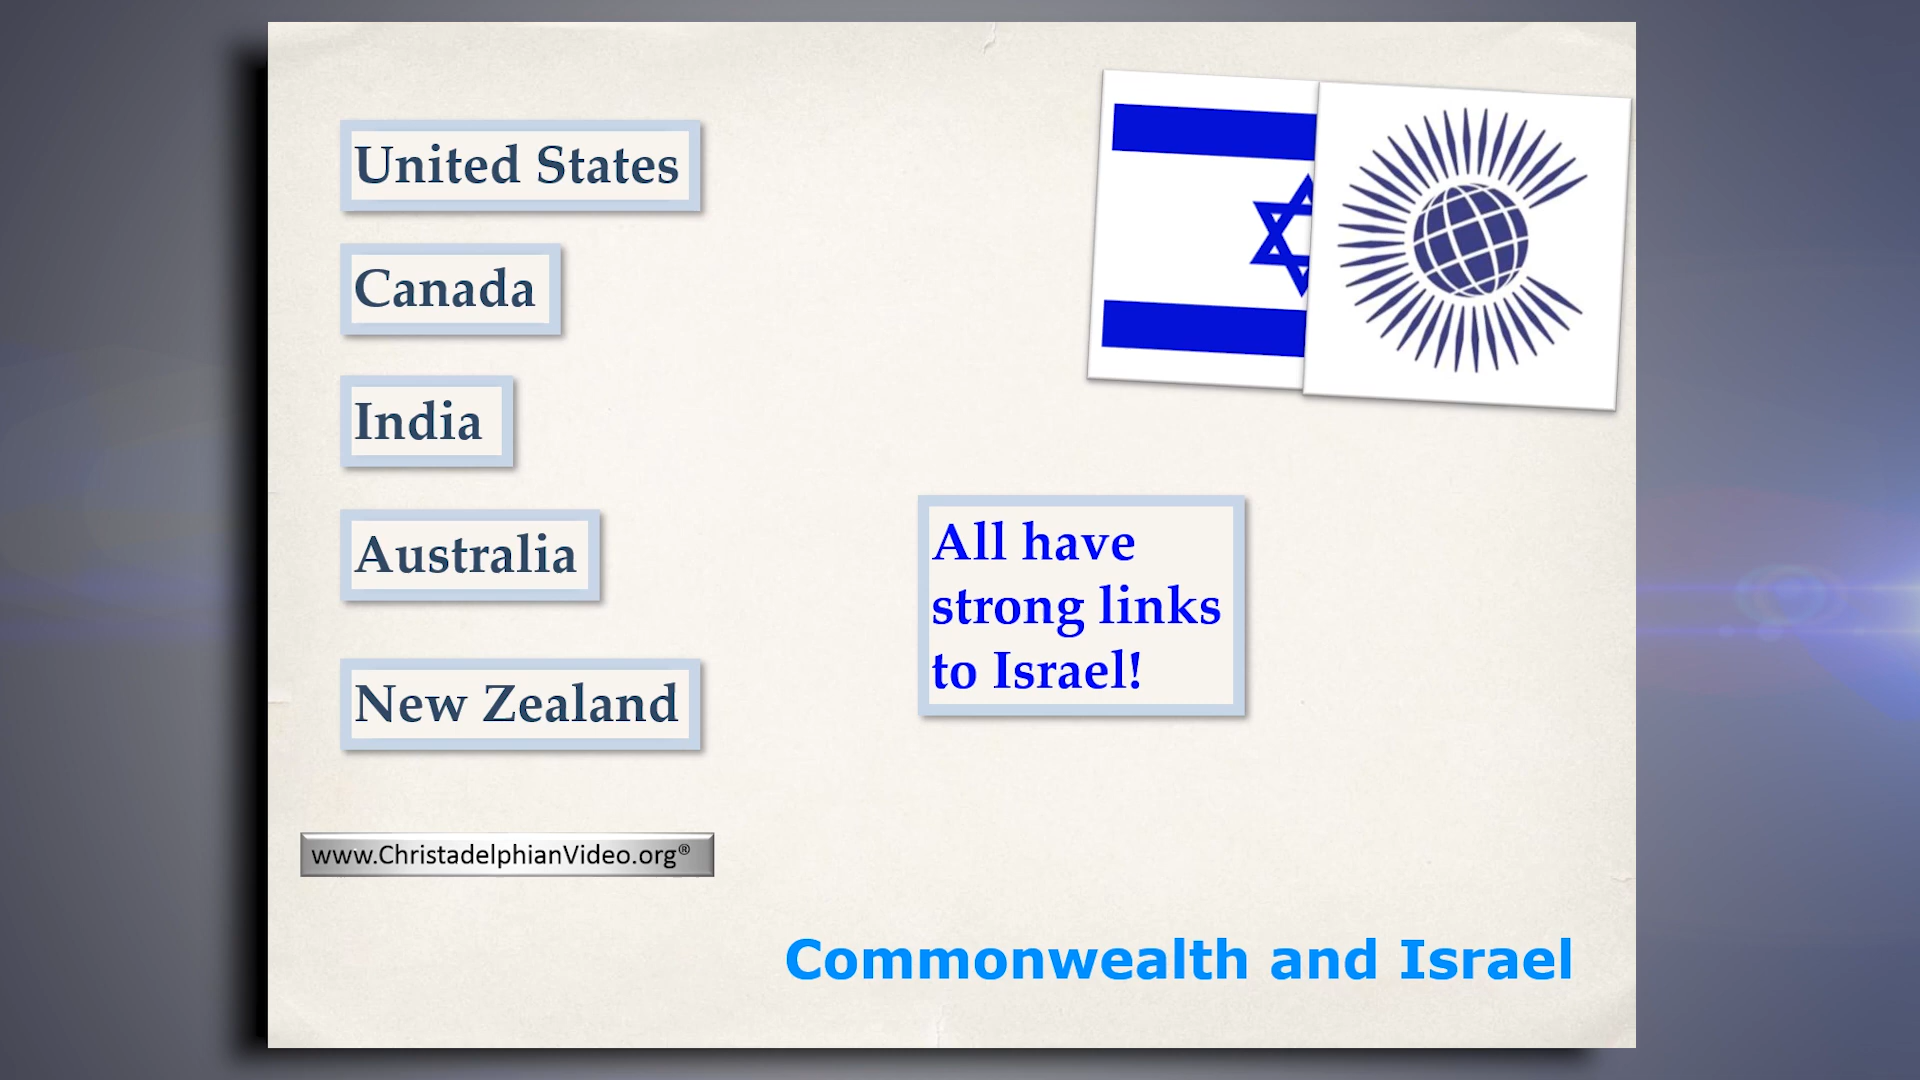 United States
Canada
India
Australia
New Zealand
All have
strong links
to Israel!
www.ChristadelphianVideo.org®
Commonwealth and Israel